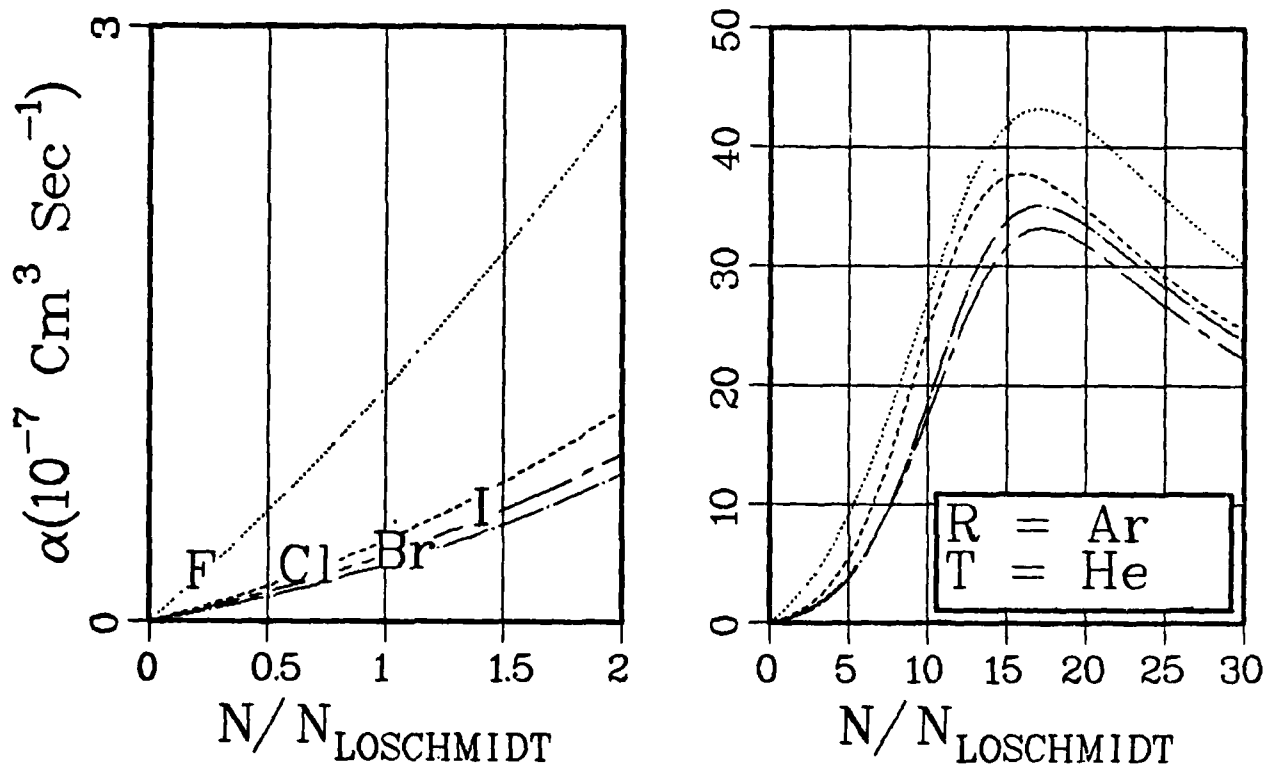 3
0
α(10⁻⁷ Cm³ Sec⁻¹)
F
Cl
Br
I
0 0.5 1 1.5 2
N/N_LOSCHMIDT
50
40
30
20
10
0
R = Ar
T = He
0 5 10 15 20 25 30
N/N_LOSCHMIDT